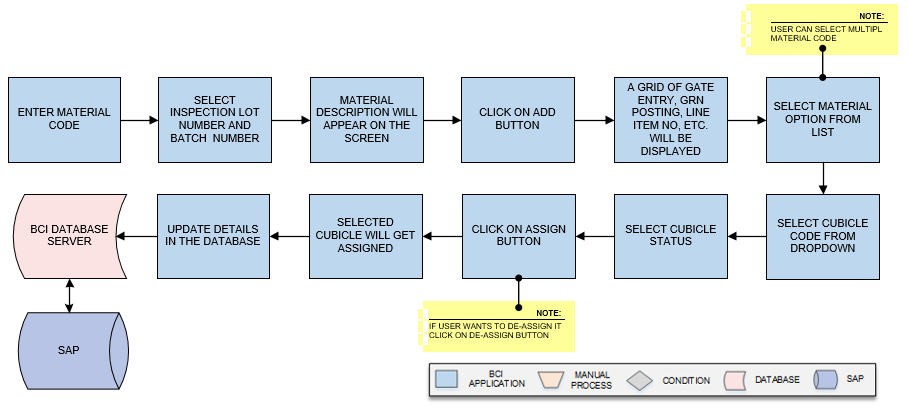 NOTE:
USER CAN SELECT MULTIPL
MATERIAL CODE
ENTER MATERIAL
CODE
SELECT
INSPECTION LOT
NUMBER AND
BATCH NUMBER
MATERIAL
DESCRIPTION WILL
APPEAR ON THE
SCREEN
CLICK ON ADD
BUTTON
A GRID OF GATE
ENTRY, GRN
POSTING, LINE
ITEM NO, ETC.
WILL BE
DISPLAYED
SELECT MATERIAL
OPTION FROM
LIST
BCI DATABASE
SERVER
UPDATE DETAILS
IN THE DATABASE
SELECTED
CUBICLE WILL GET
ASSIGNED
CLICK ON ASSIGN
BUTTON
SELECT CUBICLE
STATUS
SELECT CUBICLE
CODE FROM
DROPDOWN
NOTE:
IF USER WANTS TO DE-ASSIGN IT
CLICK ON DE-ASSIGN BUTTON
SAP
BCI
APPLICATION
MANUAL
PROCESS
CONDITION
DATABASE
SAP